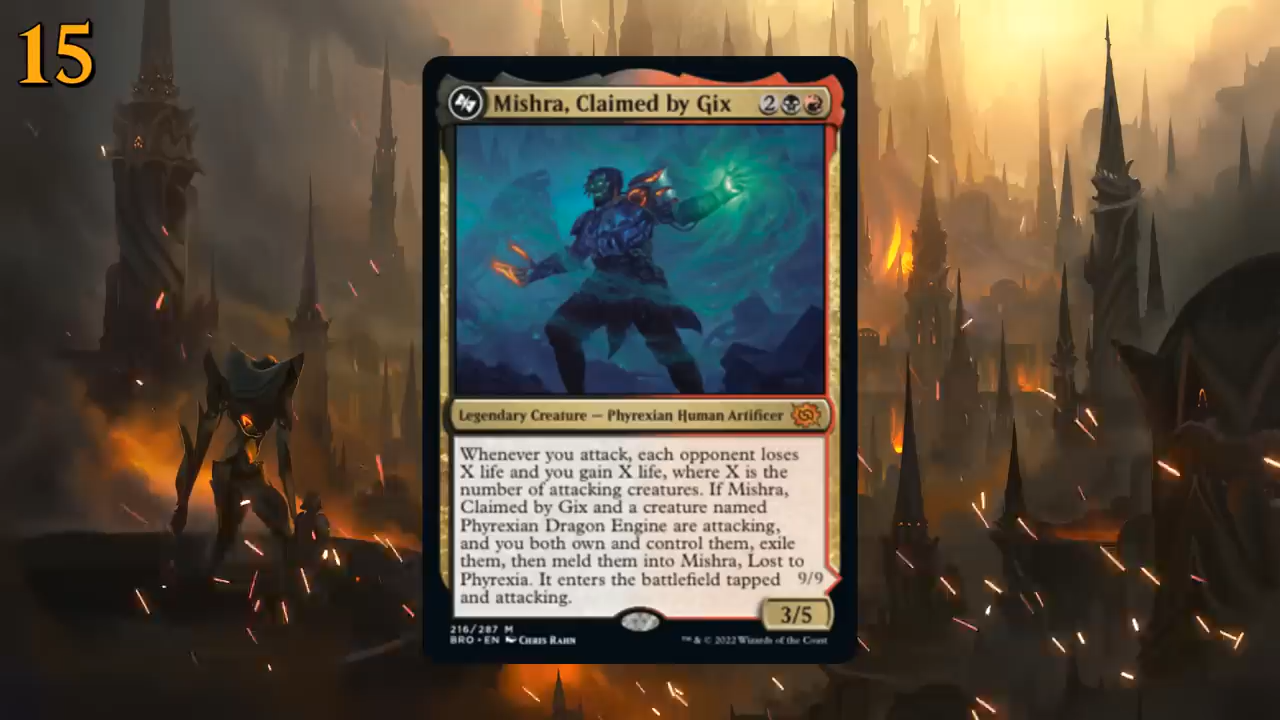 15
Mishra, Claimed by Gix 2
Legendary Creature — Phyrexian Human Artificer
Whenever you attack, each opponent loses
X life and you gain X life, where X is the
number of attacking creatures. If Mishra,
Claimed by Gix and a creature named
Phyrexian Dragon Engine are attacking,
and you both own and control them, exile
them, then meld them into Mishra, Lost to
Phyrexia. It enters the battlefield tapped
and attacking.
9/9
3/5
216/287 M
BRO • EN Chris Rahn
™ & © 2022 Wizards of the Coast